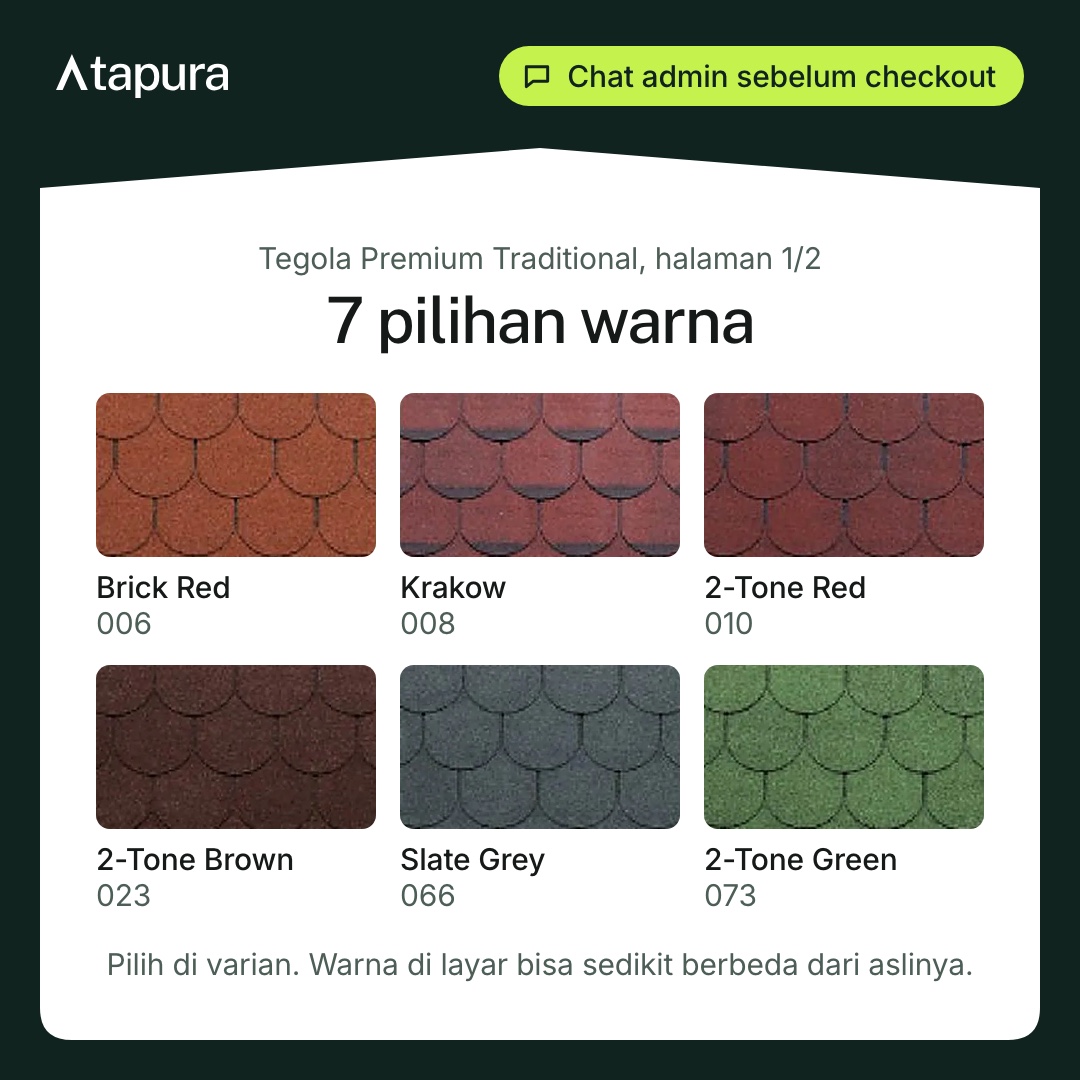 Atapura
Chat admin sebelum checkout
Tegola Premium Traditional, halaman 1/2
7 pilihan warna
Brick Red
006
Krakow
008
2-Tone Red
010
2-Tone Brown
023
Slate Grey
066
2-Tone Green
073
Pilih di varian. Warna di layar bisa sedikit berbeda dari aslinya.